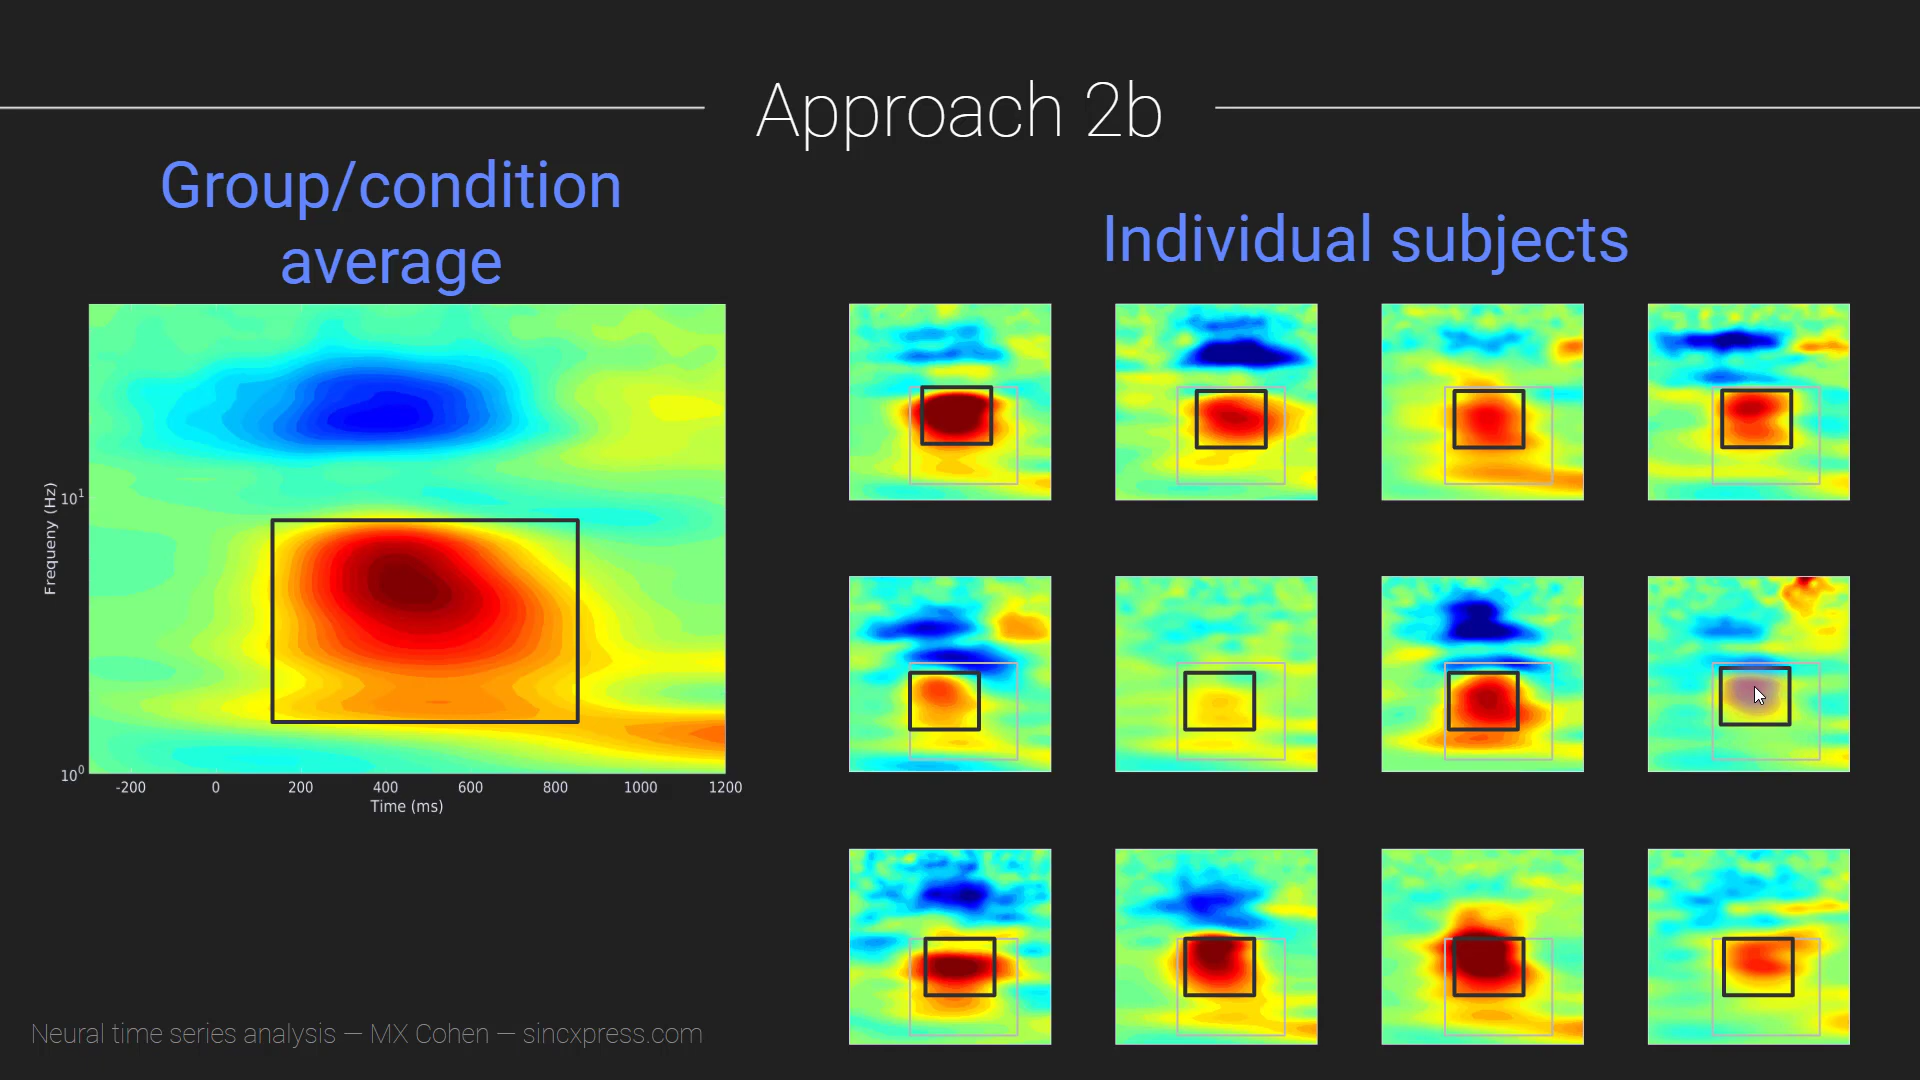 Approach 2b
Group/condition
average
Individual subjects
Frequeny (Hz)
10¹
10⁰
-200 0 200 400 600 800 1000 1200
Time (ms)
Neural time series analysis — MX Cohen — sincxpress.com